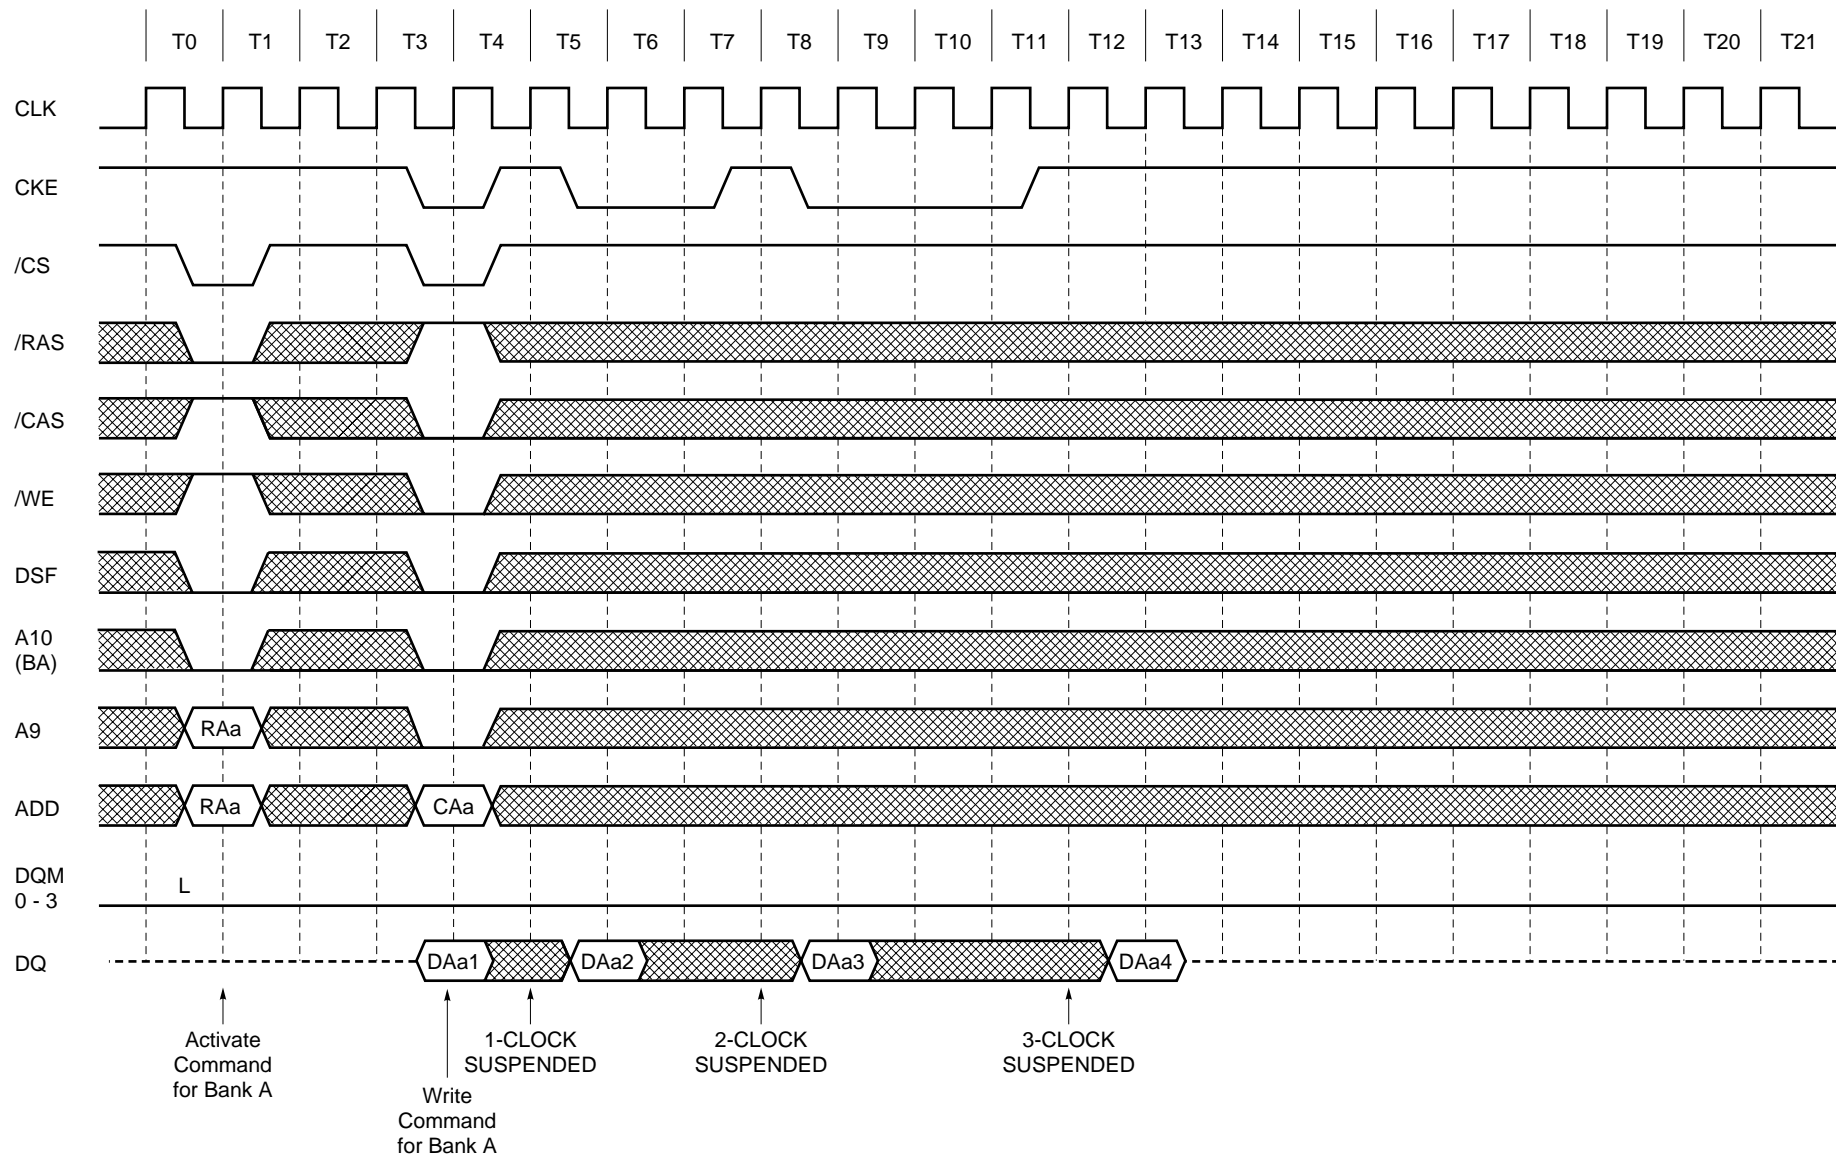 T0 T1 T2 T3 T4 T5 T6 T7 T8 T9 T10 T11 T12 T13 T14 T15 T16 T17 T18 T19 T20 T21
CLK
CKE
/CS
/RAS
/CAS
/WE
DSF
A10
(BA)
A9 RAa
ADD RAa CAa
DQM
0 - 3
L
DQ DAa1 DAa2 DAa3 DAa4
Activate
Command
for Bank A
Write
Command
for Bank A
1-CLOCK
SUSPENDED
2-CLOCK
SUSPENDED
3-CLOCK
SUSPENDED